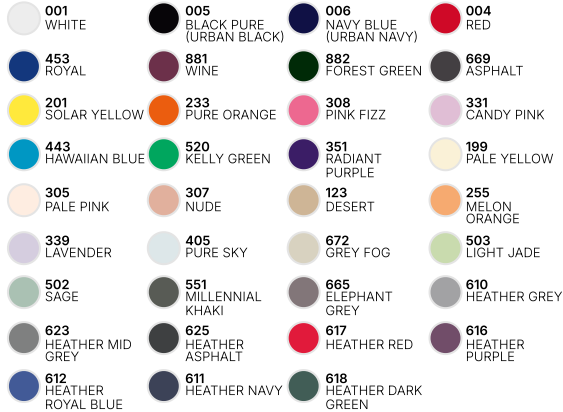 001
WHITE
005
BLACK PURE
(URBAN BLACK)
006
NAVY BLUE
(URBAN NAVY)
004
RED
453
ROYAL
881
WINE
882
FOREST GREEN
669
ASPHALT
201
SOLAR YELLOW
233
PURE ORANGE
308
PINK FIZZ
331
CANDY PINK
443
HAWAIIAN BLUE
520
KELLY GREEN
351
RADIANT
PURPLE
199
PALE YELLOW
305
PALE PINK
307
NUDE
123
DESERT
255
MELON
ORANGE
339
LAVENDER
405
PURE SKY
672
GREY FOG
503
LIGHT JADE
502
SAGE
551
MILLENNIAL
KHAKI
665
ELEPHANT
GREY
610
HEATHER GREY
623
HEATHER MID
GREY
625
HEATHER
ASPHALT
617
HEATHER RED
616
HEATHER
PURPLE
612
HEATHER
ROYAL BLUE
611
HEATHER NAVY
618
HEATHER DARK
GREEN